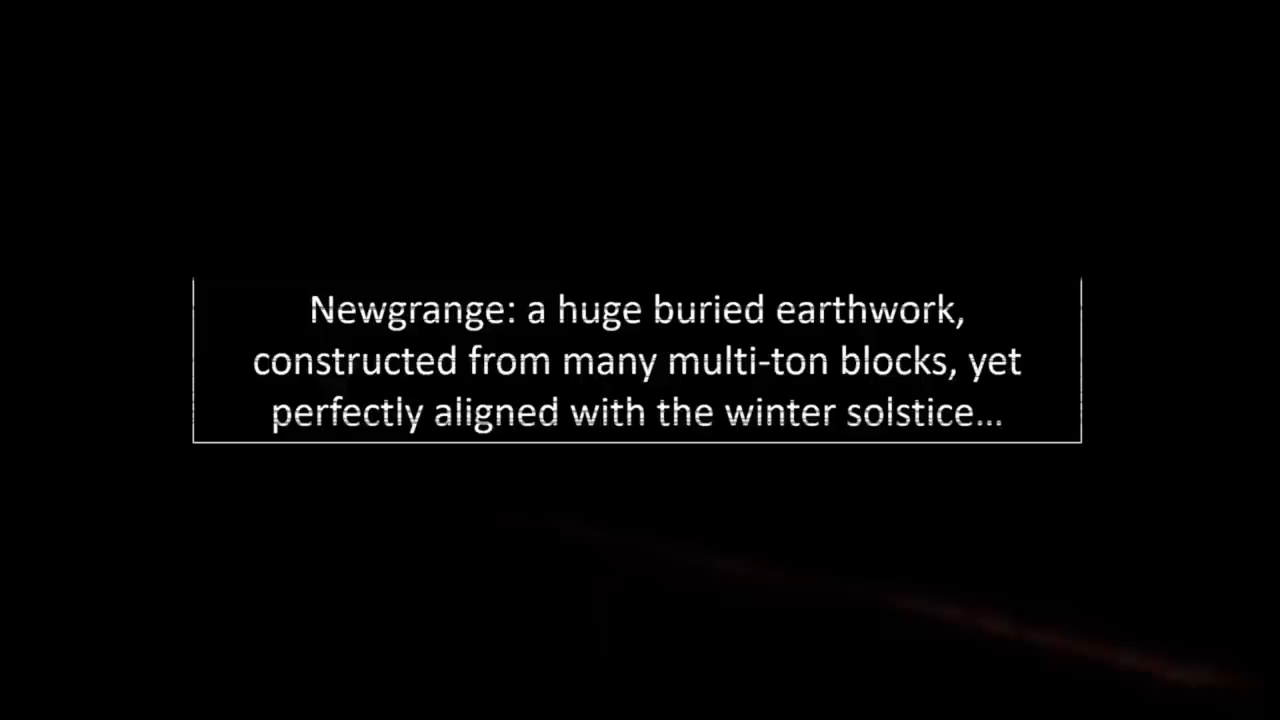 Newgrange: a huge buried earthwork,
constructed from many multi-ton blocks, yet
perfectly aligned with the winter solstice...